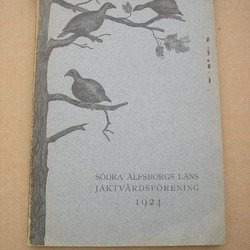 SÖDRA ÄLFSBORGS LÄNS
JAKTVÅRDSFÖRENING
1924